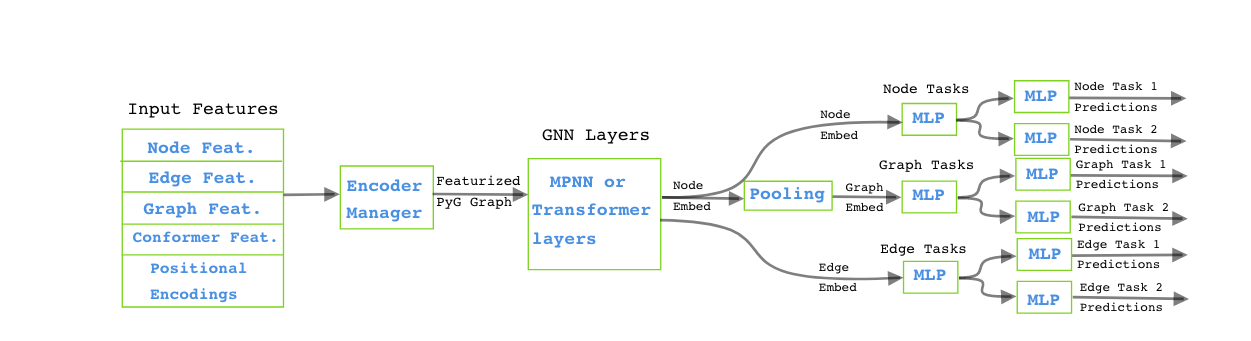 Input Features
Node Feat.
Edge Feat.
Graph Feat.
Conformer Feat.
Positional
Encodings
Encoder
Manager
Featurized
PyG Graph
GNN Layers
MPNN or
Transformer
layers
Node
Embed
Node
Embed
Pooling
Graph
Embed
Edge
Embed
Node Tasks
MLP
MLP
Node Task 1
Predictions
MLP
Node Task 2
Predictions
Graph Tasks
MLP
MLP
Graph Task 1
Predictions
MLP
Graph Task 2
Predictions
Edge Tasks
MLP
MLP
Edge Task 1
Predictions
MLP
Edge Task 2
Predictions